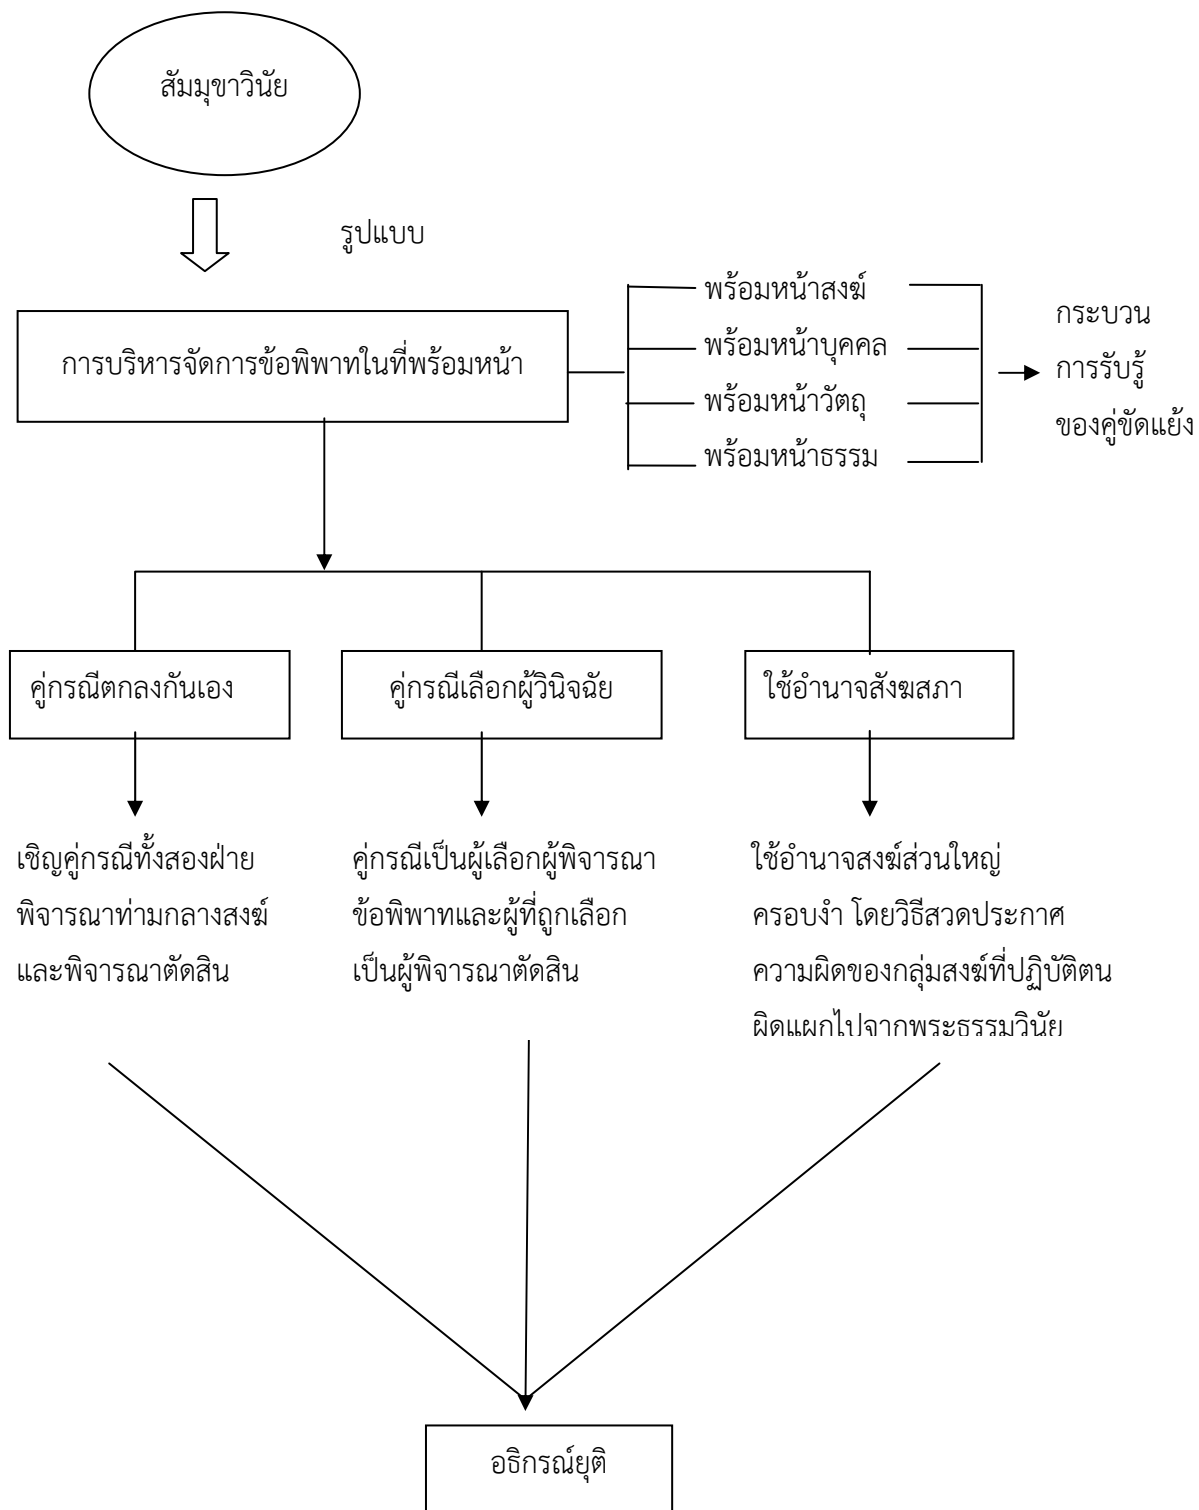 สัมมุขาวินัย
รูปแบบ
การบริหารจัดการข้อพิพาทในที่พร้อมหน้า
พร้อมหน้าสงฆ์
พร้อมหน้าบุคคล
พร้อมหน้าวัตถุ
พร้อมหน้าธรรม
กระบวน
การรับรู้
ของคู่ขัดแย้ง
คู่กรณีตกลงกันเอง
คู่กรณีเลือกผู้วินิจฉัย
ใช้อำนาจสังฆสภา
เชิญคู่กรณีทั้งสองฝ่าย
พิจารณาท่ามกลางสงฆ์
และพิจารณาตัดสิน
คู่กรณีเป็นผู้เลือกผู้พิจารณา
ข้อพิพาทและผู้ที่ถูกเลือก
เป็นผู้พิจารณาตัดสิน
ใช้อำนาจสงฆ์ส่วนใหญ่
ครอบงำ โดยวิธีสวดประกาศ
ความผิดของกลุ่มสงฆ์ที่ปฏิบัติตน
ผิดแผกไปจากพระธรรมวินัย
อธิกรณ์ยุติ